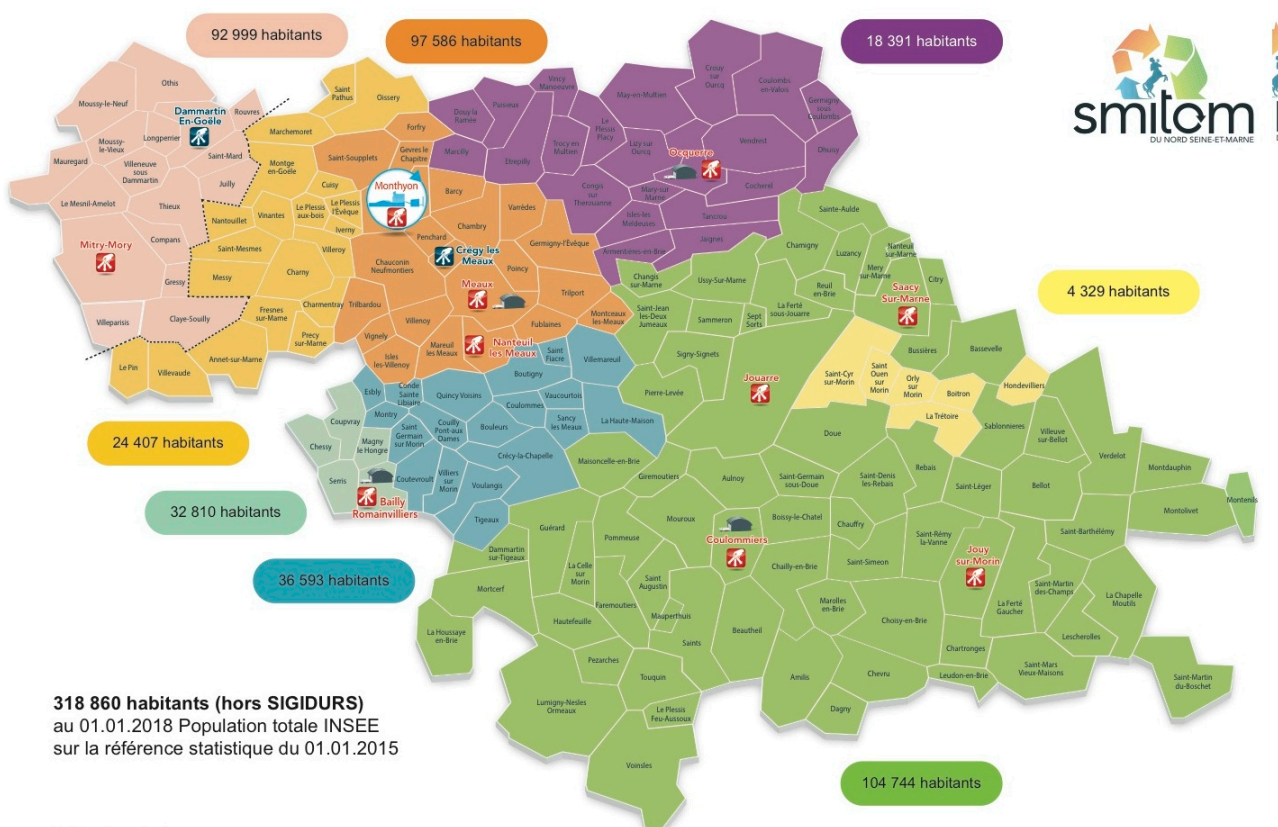 92 999 habitants
97 586 habitants
18 391 habitants
smitom
DU NORD SEINE-ET-MARNE
Othis
Moussy-le-Neuf
Dammartin
En-Goële
Rouvres
Longperrier
Moussy-
le-Vieux
Saint-Mard
Mauregard
Villeneuve
sous
Dammartin
Juilly
Le Mesnil-Amelot
Thieux
Compans
Mitry-Mory
Gressy
Villeparisis
Claye-Souilly
Saint
Pathus
Oissery
Marchemoret
Montge
en-Goële
Cuisy
Le Plessis
aux-bois
Le Plessis
l'Évêque
Iverny
Nantouillet
Vinantes
Saint-Mesmes
Villeroy
Messy
Charny
Charmentray
Fresnes
sur-Marne
Precy
sur-Marne
Annet-sur-Marne
Le Pin
Villevaude
Forfry
Gevres le
Chapitre
Saint-Soupplets
Monthyon
Barcy
Chambry
Varrèdes
Penchard
Crégy les
Meaux
Germigny-l'Évêque
Chauconin
Neufmontiers
Poincy
Meaux
Trilport
Trilbardou
Villenoy
Fublaines
Montceaux
les-Meaux
Vignely
Mareuil
les Meaux
Nanteuil
les Meaux
Isles
les-Villenoy
Douy la
Ramée
Puisieux
Vincy
Manoeuvre
May-en-Multien
Crouy
sur
Ourcq
Coulombs
en-Valois
Germigny
sous
Coulombs
Le
Plessis
Placy
Marcilly
Etrepilly
Trocy en
Multien
Lizy sur
Ourcq
Ocquerre
Vendrest
Dhuisy
Congis
sur
Therouanne
Mary-sur
Marne
Cocherel
Isles-les
Meldeuses
Tancrou
Armentieres-en-Brie
Jaignes
Sainte-Aulde
Chamigny
Luzancy
Nanteuil
sur-Marne
Mery
sur-Marne
Citry
Changis
sur-Marne
Ussy-Sur-Marne
Reuil
en-Brie
Saacy
Sur-Marne
Saint-Jean
les-Deux
Jumeaux
Sammeron
Sept
Sorts
La Ferté
sous-Jouarre
Bussières
Bassevelle
Signy-Signets
Jouarre
Pierre-Levée
4 329 habitants
Saint-Cyr
sur-Morin
Saint
Ouen
sur
Morin
Orly
sur
Morin
Boitron
Hondevilliers
La Trétoire
Sablonnieres
Villeuve
sur-Bellot
Verdelot
Montdauphin
Montenils
Montolivet
Doue
Rebais
Bellot
Saint-Léger
Saint-Denis
les-Rebais
Saint-Germain
sous-Doue
Aulnoy
Giremoutiers
Maisoncelle-en-Brie
24 407 habitants
32 810 habitants
36 593 habitants
Esbly
Conde
Sainte
Libiaire
Quincy Voisins
Boutigny
Saint
Fiacre
Villemareuil
Vaucourtois
Coulommes
Montry
Saint
Germain
sur Morin
Couilly
Pont-aux
Dames
Bouleurs
Sancy
les Meaux
La Haute-Maison
Crécy-la-Chapelle
Coutevroult
Villiers
sur
Morin
Voulangis
Tigeaux
Coupvray
Chessy
Magny
le Hongre
Serris
Bailly
Romainvilliers
Guérard
Pommeuse
Mouroux
Boissy-le-Chatel
Chauffry
Saint-Rémy
la-Vanne
Saint-Barthélémy
Coulommiers
Dammartin
sur-Tigeaux
La Celle
sur
Morin
Chailly-en-Brie
Saint-Simeon
Jouy
sur-Morin
Saint-Martin
des-Champs
La Chapelle
Moutils
Mortcerf
Saint
Augustin
Faremoutiers
Mauperthuis
Marolles
en-Brie
La Ferté
Gaucher
Choisy-en-Brie
Hautefeuille
La Houssaye
en-Brie
Saints
Beautheil
Chartronges
Lescherolles
Pezarches
Touquin
Amilis
Chevru
Leudon-en-Brie
Saint-Mars
Vieux-Maisons
Saint-Martin
du-Boschet
Lumigny-Nesles
Ormeaux
Le Plessis
Feu-Aussoux
Dagny
Voinsles
318 860 habitants (hors SIGIDURS)
au 01.01.2018 Population totale INSEE
sur la référence statistique du 01.01.2015
104 744 habitants